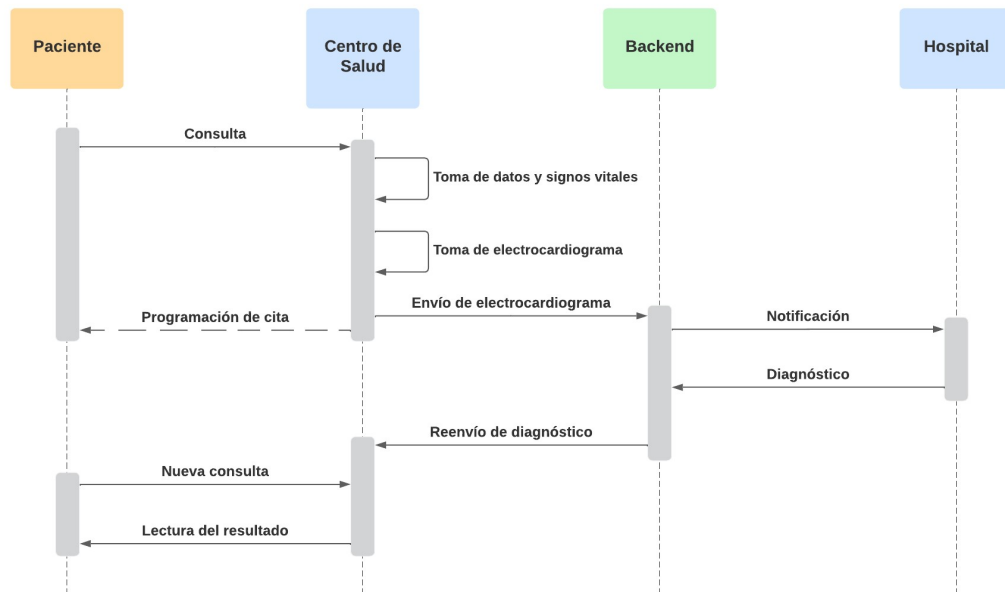 Paciente
Centro de
Salud
Backend
Hospital
Consulta
Toma de datos y signos vitales
Toma de electrocardiograma
Envío de electrocardiograma
Programación de cita
Notificación
Diagnóstico
Reenvío de diagnóstico
Nueva consulta
Lectura del resultado